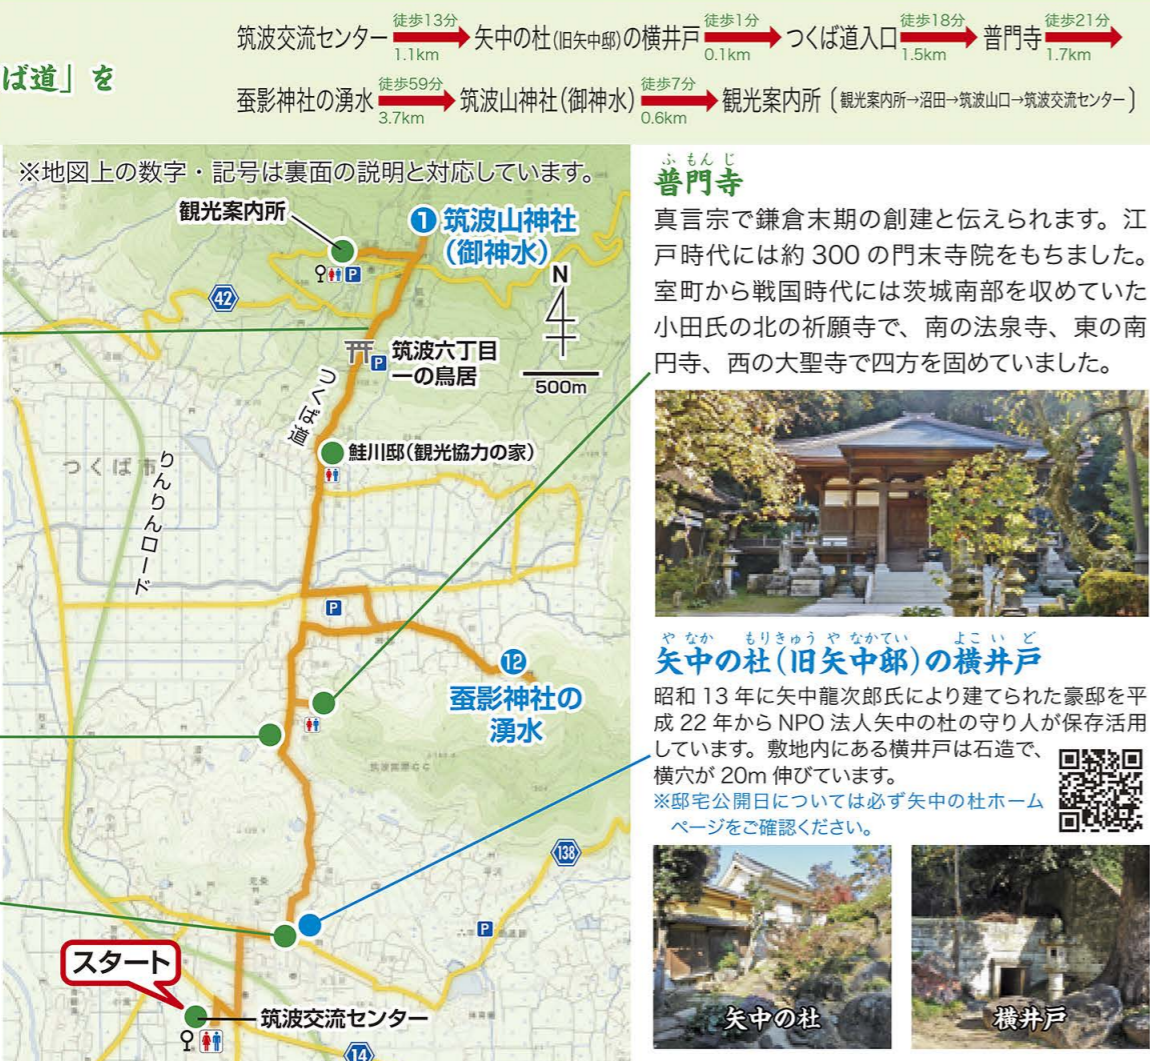 徒歩13分 徒歩1分 徒歩18分 徒歩21分
筑波交流センター 矢中の杜(旧矢中邸)の横井戸 つくば道入口 普門寺
1.1km 0.1km 1.5km 1.7km
ば道」を
徒歩59分 徒歩7分
蚕影神社の湧水 筑波山神社(御神水) 観光案内所〔観光案内所→沼田→筑波山口→筑波交流センター〕
3.7km 0.6km
※地図上の数字・記号は裏面の説明と対応しています。
観光案内所
1 筑波山神社
(御神水)
P
42
N
500m
筑波六丁目
一の鳥居
P
つくば道
鮭川邸(観光協力の家)
つくば市
りんりんロード
P
12
蚕影神社の
湧水
筑波国際GC
138
P
北条
スタート
筑波交流センター
14
ふもんじ
普門寺
真言宗で鎌倉末期の創建と伝えられます。江
戸時代には約300の門末寺院をもちました。
室町から戦国時代には茨城南部を収めていた
小田氏の北の祈願寺で、南の法泉寺、東の南
円寺、西の大聖寺で四方を固めていました。
やなか もりきゅうやなかてい よこいど
矢中の杜(旧矢中邸)の横井戸
昭和13年に矢中龍次郎氏により建てられた豪邸を平
成22年からNPO法人矢中の杜の守り人が保存活用
しています。敷地内にある横井戸は石造で、
横穴が20m伸びています。
※邸宅公開日については必ず矢中の杜ホーム
ページをご確認ください。
矢中の杜
横井戸